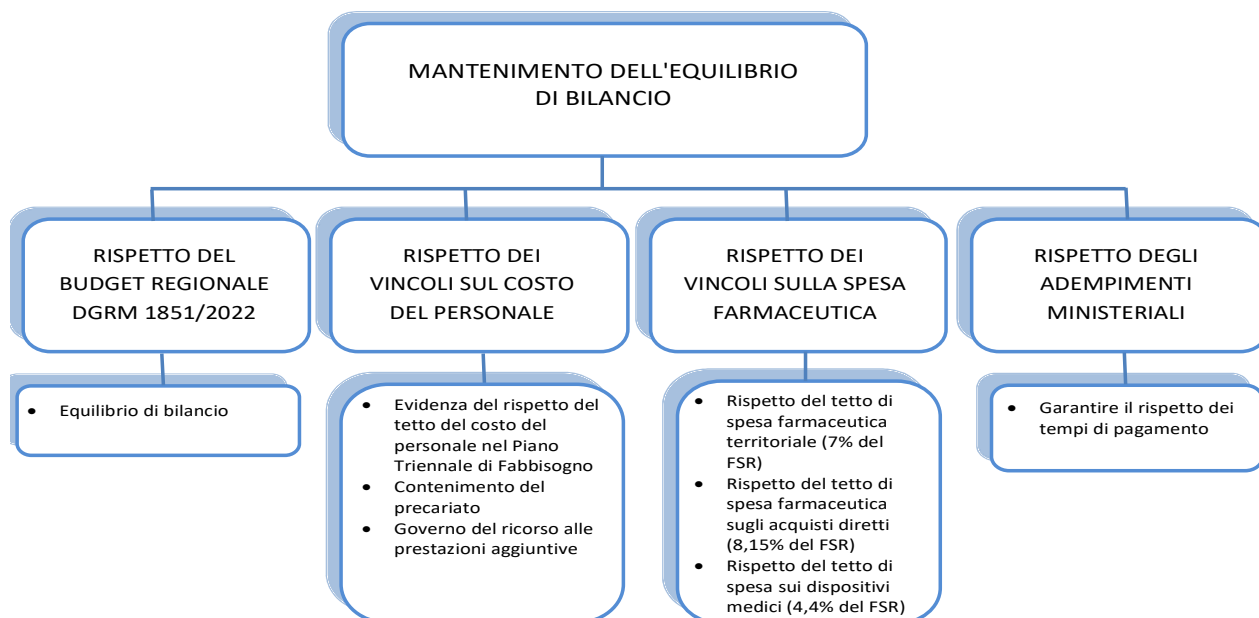 MANTENIMENTO DELL'EQUILIBRIO
DI BILANCIO
RISPETTO DEL
BUDGET REGIONALE
DGRM 1851/2022
• Equilibrio di bilancio
RISPETTO DEI
VINCOLI SUL COSTO
DEL PERSONALE
• Evidenza del rispetto del
tetto del costo del
personale nel Piano
Triennale di Fabbisogno
• Contenimento del
precariato
• Governo del ricorso alle
prestazioni aggiuntive
RISPETTO DEI
VINCOLI SULLA SPESA
FARMACEUTICA
• Rispetto del tetto di
spesa farmaceutica
territoriale (7% del
FSR)
• Rispetto del tetto di
spesa farmaceutica
sugli acquisti diretti
(8,15% del FSR)
• Rispetto del tetto di
spesa sui dispositivi
medici (4,4% del FSR)
RISPETTO DEGLI
ADEMPIMENTI
MINISTERIALI
• Garantire il rispetto dei
tempi di pagamento